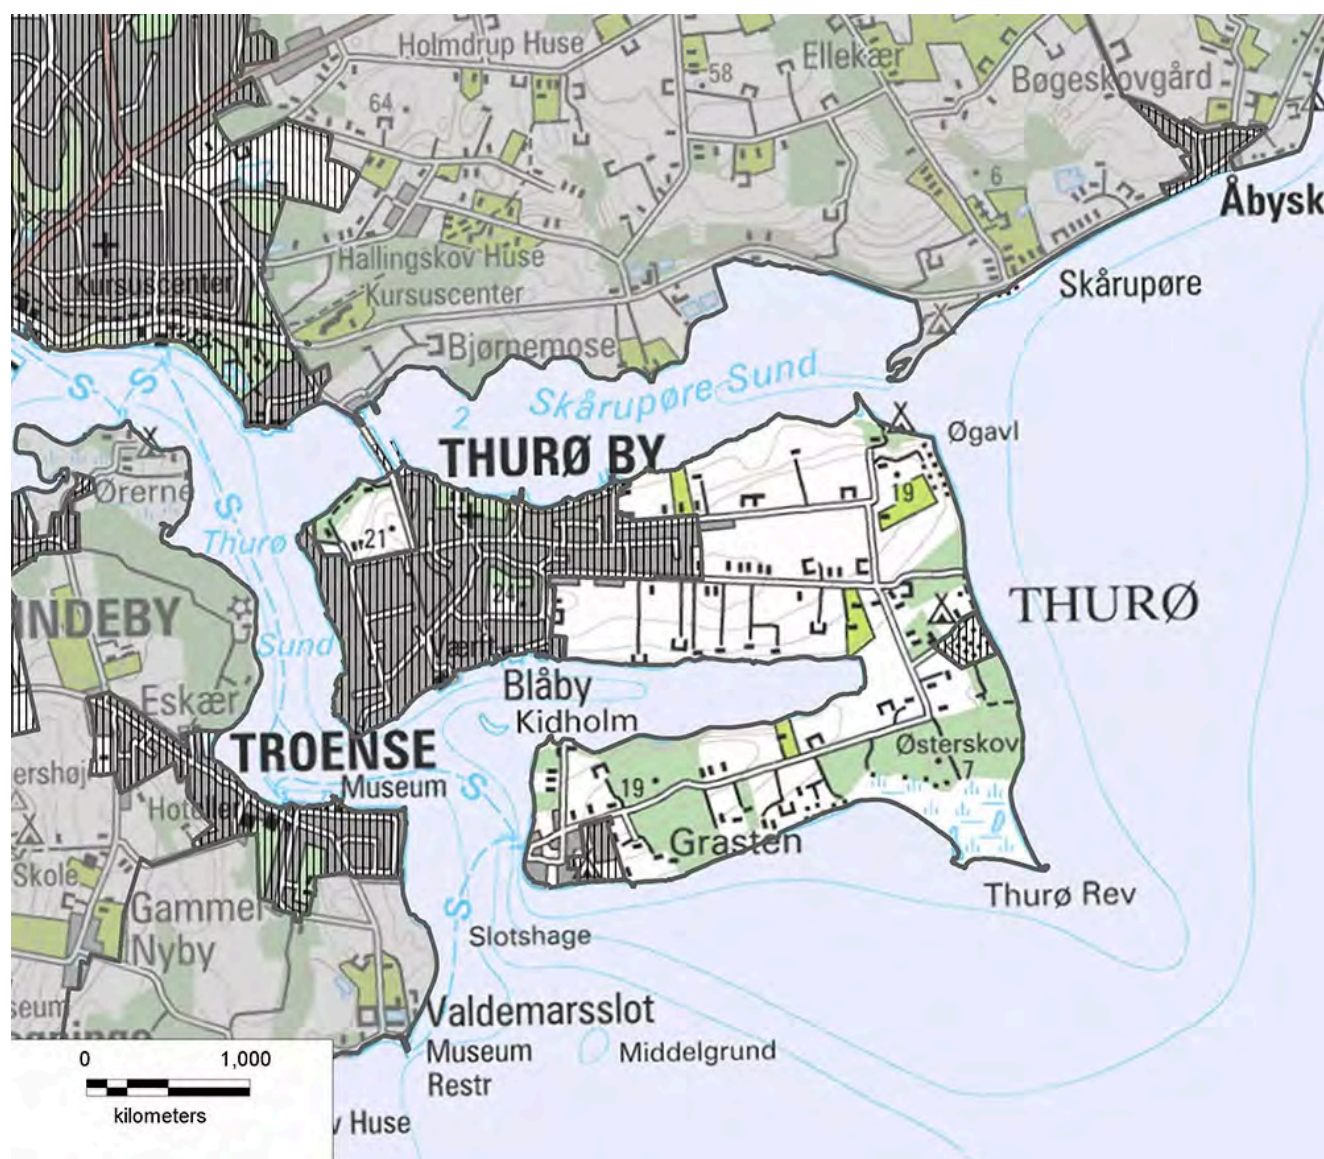 Holmdrup Huse
Ellekær
58
Bøgeskovgård
64
6
Åbysk
Hallingskov Huse
Kursuscenter
Kursuscenter
Skårupøre
Bjørnemose
Skårupøre Sund
2
S
S
THURØ BY
Øgavl
Ørerne
19
S
21
Thurø
Sund
THURØ
24
INDEBY
Værft
Blåby
Eskær
Kidholm
TROENSE
Østerskov
7
ershøj
Museum
S
19
Hoteller
Grasten
Skole
Thurø Rev
Gammel
Nyby
S
Slotshage
seum
Valdemarsslot
Museum
Restr
Middelgrund
0 1,000
kilometers
v Huse